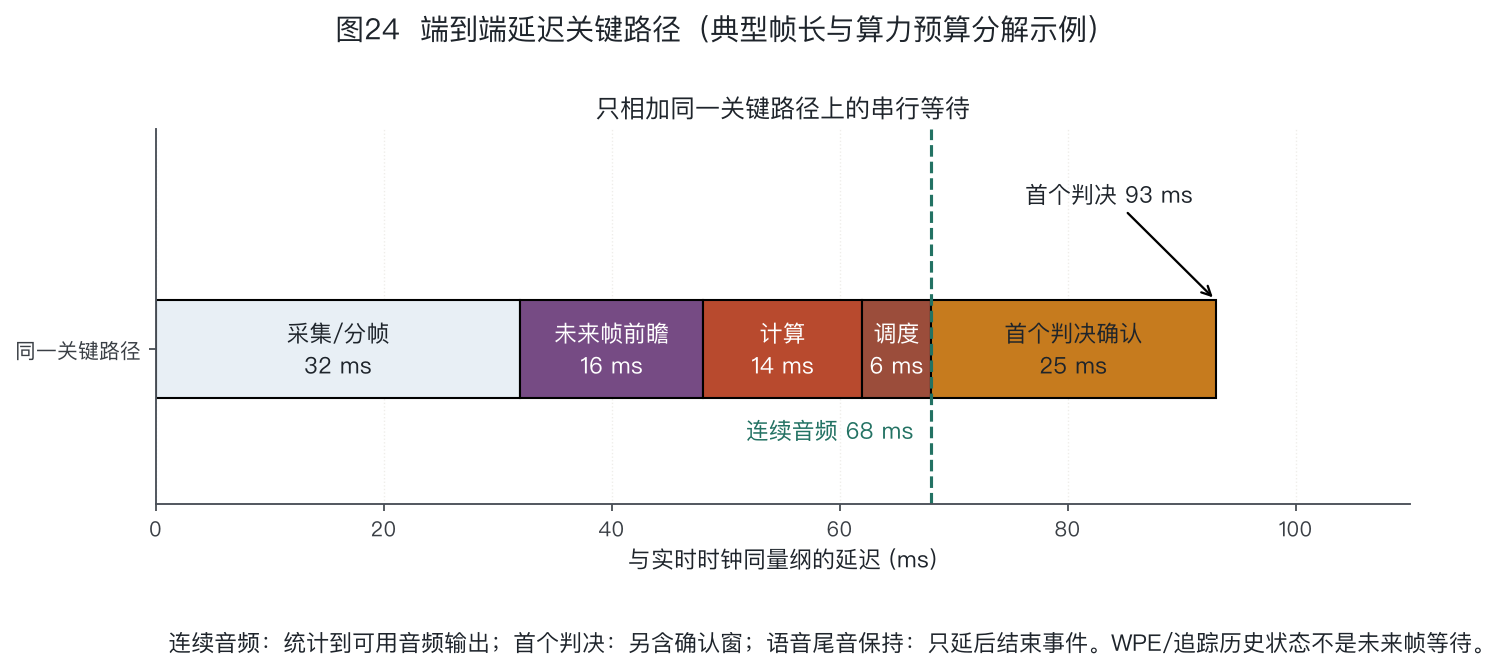 图24 端到端延迟关键路径（典型帧长与算力预算分解示例）
只相加同一关键路径上的串行等待
首个判决 93 ms
同一关键路径
采集/分帧
32 ms
未来帧前瞻
16 ms
计算
14 ms
调度
6 ms
首个判决确认
25 ms
连续音频 68 ms
0 20 40 60 80 100
与实时时钟同量纲的延迟 (ms)
连续音频：统计到可用音频输出；首个判决：另含确认窗；语音尾音保持：只延后结束事件。WPE/追踪历史状态不是未来帧等待。